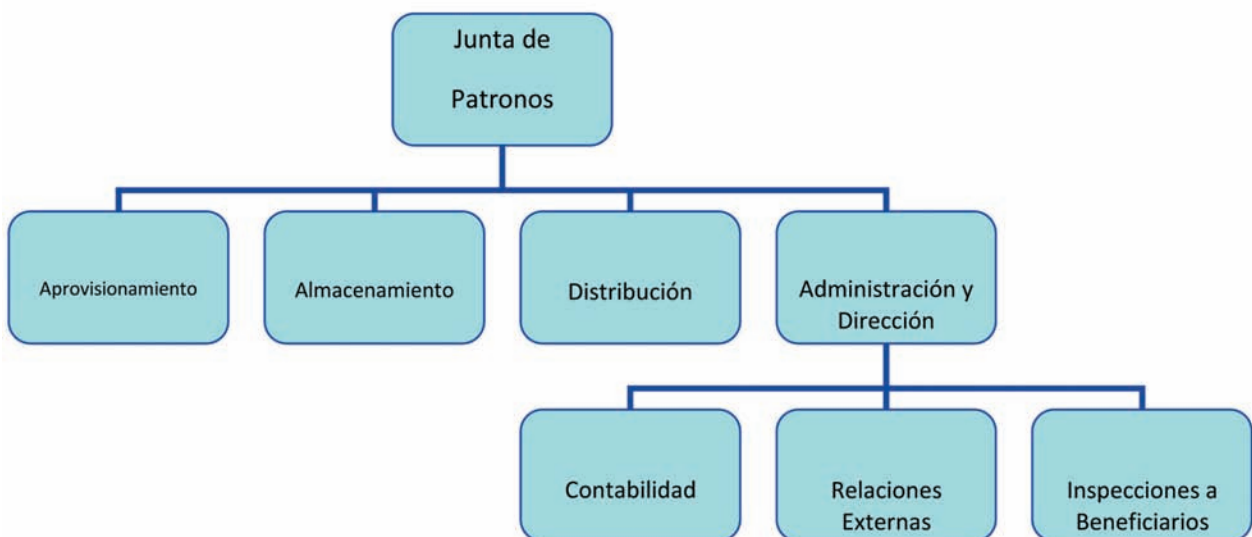 Junta de
Patronos
Aprovisionamiento
Almacenamiento
Distribución
Administración y
Dirección
Contabilidad
Relaciones
Externas
Inspecciones a
Beneficiarios